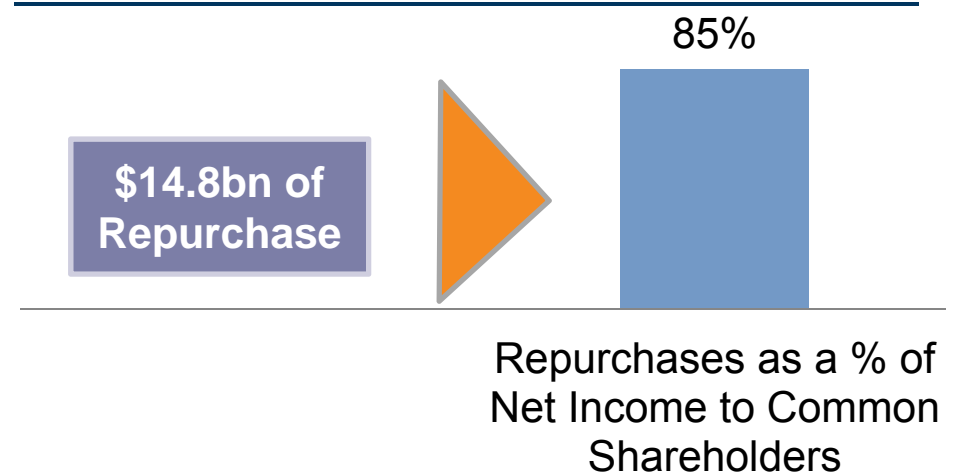 85%
$14.8bn of
Repurchase
Repurchases as a % of
Net Income to Common
Shareholders